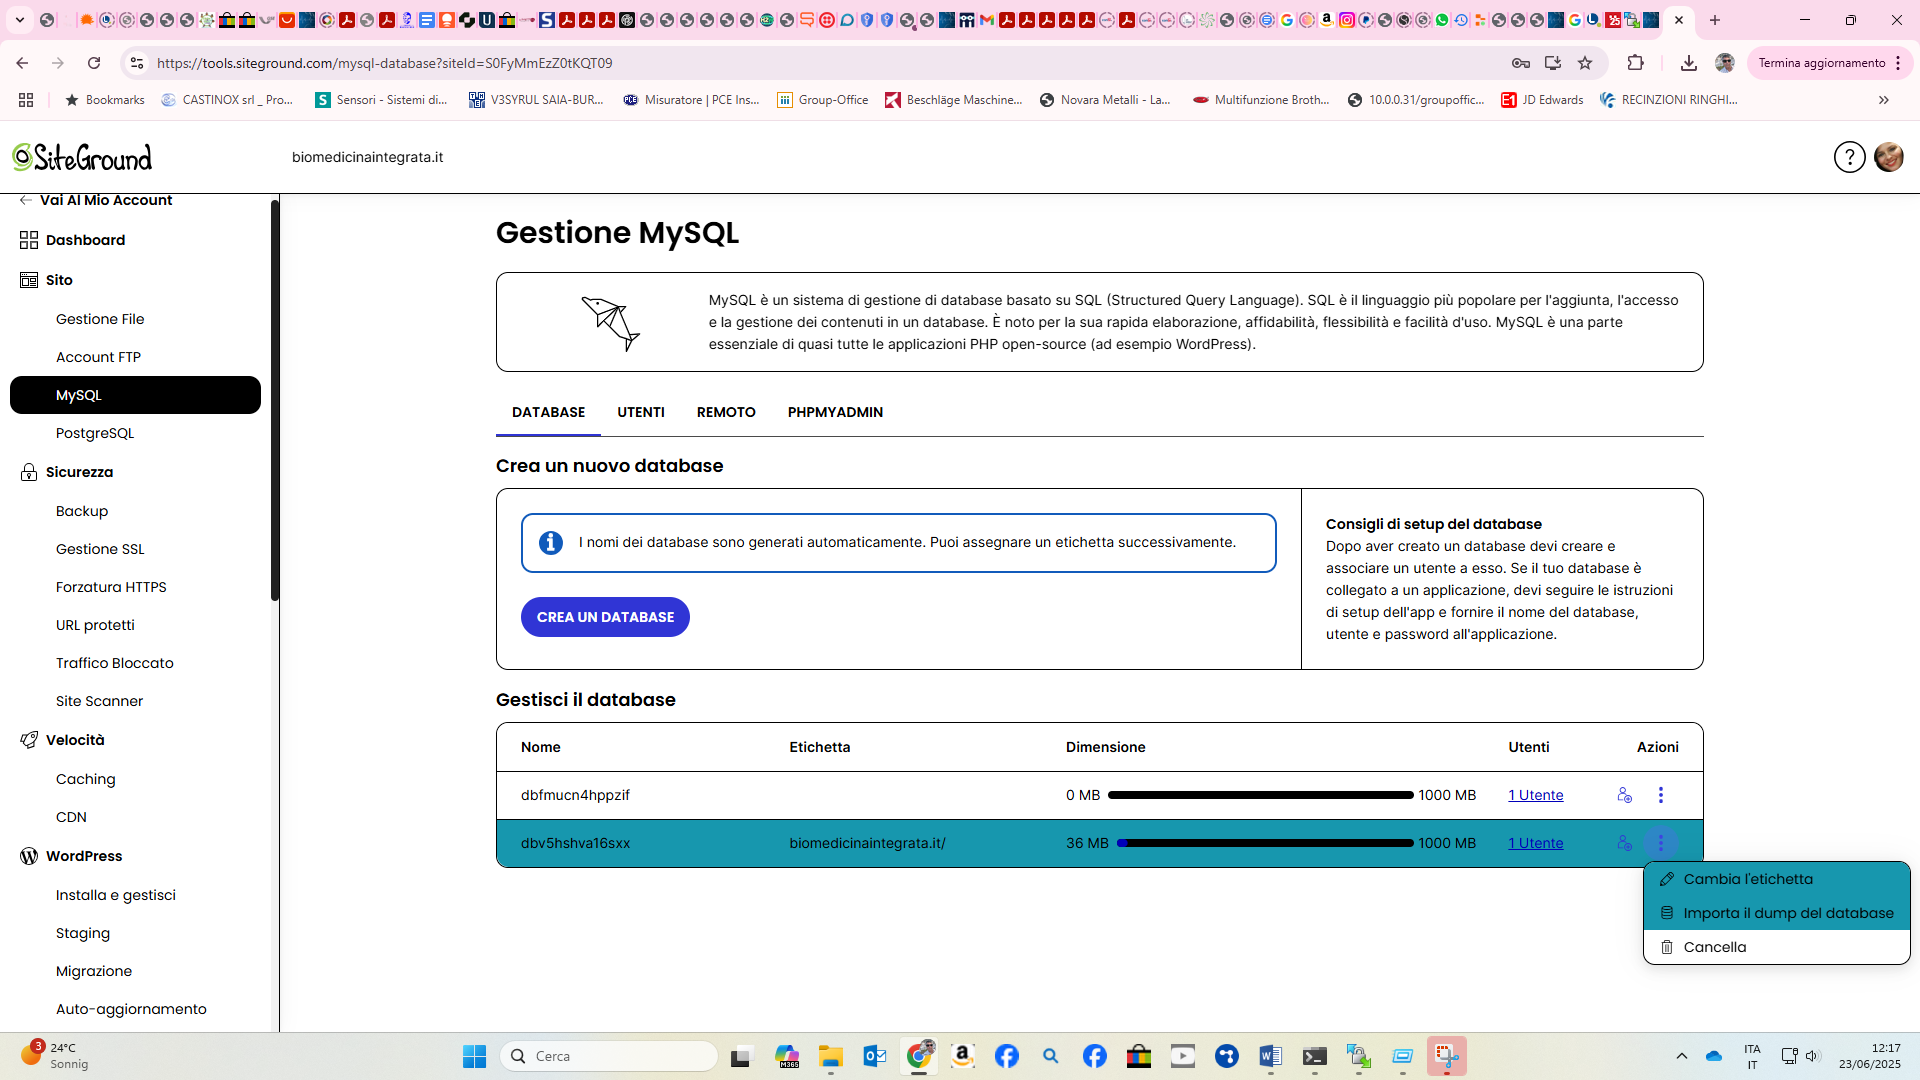 https://tools.siteground.com/mysql-database?siteId=S0FyMmEzZ0tKQT09
Termina aggiornamento
Bookmarks
CASTINOX srl _ Pro...
Sensori - Sistemi di...
V3SYRUL SAIA-BUR...
Misuratore | PCE Ins...
Group-Office
Beschläge Maschine...
Novara Metalli - La...
Multifunzione Broth...
10.0.0.31/groupoffic...
JD Edwards
RECINZIONI RINGHI...
SiteGround
biomedicinaintegrata.it
?
Vai Al Mio Account
Dashboard
Sito
Gestione File
Account FTP
MySQL
PostgreSQL
Sicurezza
Backup
Gestione SSL
Forzatura HTTPS
URL protetti
Traffico Bloccato
Site Scanner
Velocità
Caching
CDN
WordPress
Installa e gestisci
Staging
Migrazione
Auto-aggiornamento
Gestione MySQL
MySQL è un sistema di gestione di database basato su SQL (Structured Query Language). SQL è il linguaggio più popolare per l'aggiunta, l'accesso
e la gestione dei contenuti in un database. È noto per la sua rapida elaborazione, affidabilità, flessibilità e facilità d'uso. MySQL è una parte
essenziale di quasi tutte le applicazioni PHP open-source (ad esempio WordPress).
DATABASE UTENTI REMOTO PHPMYADMIN
Crea un nuovo database
I nomi dei database sono generati automaticamente. Puoi assegnare un etichetta successivamente.
CREA UN DATABASE
Consigli di setup del database
Dopo aver creato un database devi creare e
associare un utente a esso. Se il tuo database è
collegato a un applicazione, devi seguire le istruzioni
di setup dell'app e fornire il nome del database,
utente e password all'applicazione.
Gestisci il database
Nome Etichetta Dimensione Utenti Azioni
dbfmucn4hppzif 0 MB 1000 MB 1 Utente
dbv5hshva16sxx biomedicinaintegrata.it/ 36 MB 1000 MB 1 Utente
Cambia l'etichetta
Importa il dump del database
Cancella
3
24°C
Sonnig
Cerca
ITA
IT
12:17
23/06/2025